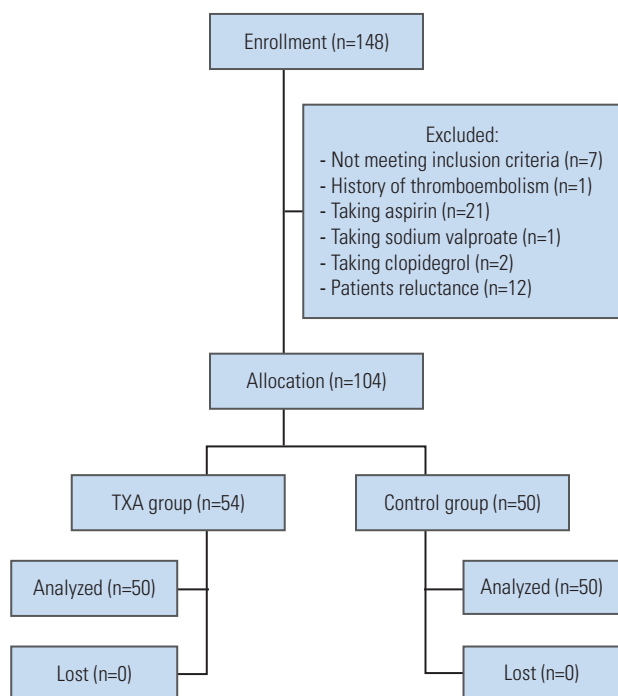 Enrollment (n=148)
Excluded:
- Not meeting inclusion criteria (n=7)
- History of thromboembolism (n=1)
- Taking aspirin (n=21)
- Taking sodium valproate (n=1)
- Taking clopidegrol (n=2)
- Patients reluctance (n=12)
Allocation (n=104)
TXA group (n=54)
Control group (n=50)
Analyzed (n=50)
Analyzed (n=50)
Lost (n=0)
Lost (n=0)